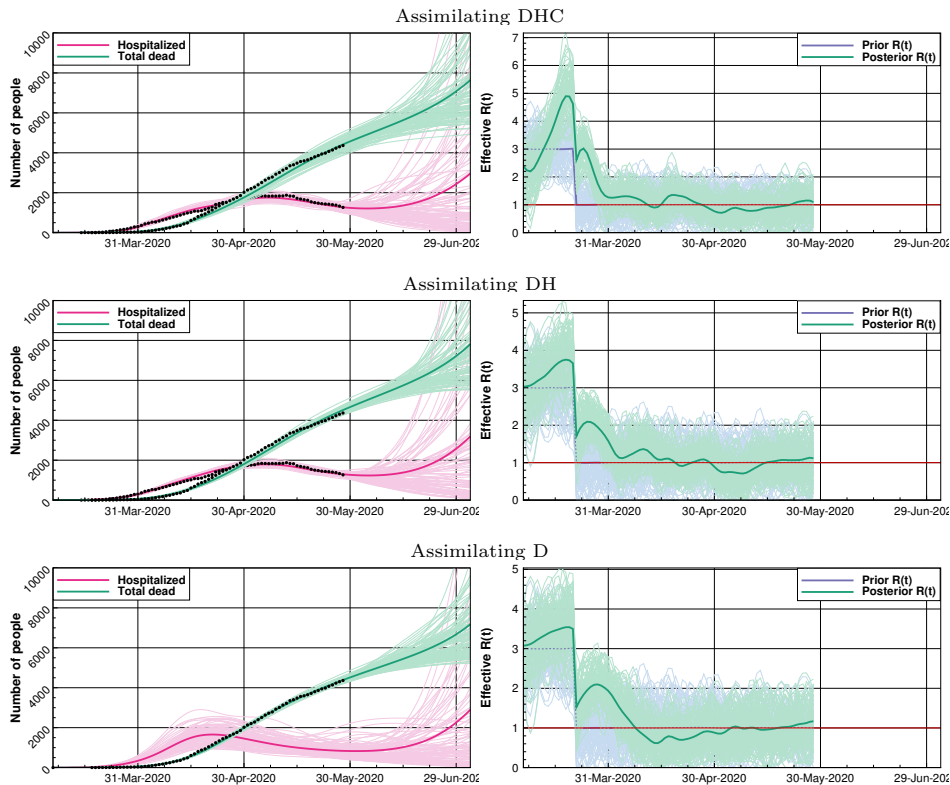 Assimilating DHC
Number of people
10000
8000
6000
4000
2000
0
Hospitalized
Total dead
31-Mar-2020
30-Apr-2020
30-May-2020
29-Jun-202
Effective R(t)
7
6
5
4
3
2
1
0
Prior R(t)
Posterior R(t)
31-Mar-2020
30-Apr-2020
30-May-2020
29-Jun-202
Assimilating DH
Number of people
10000
8000
6000
4000
2000
0
Hospitalized
Total dead
31-Mar-2020
30-Apr-2020
30-May-2020
29-Jun-202
Effective R(t)
5
4
3
2
1
0
Prior R(t)
Posterior R(t)
31-Mar-2020
30-Apr-2020
30-May-2020
29-Jun-202
Assimilating D
Number of people
10000
8000
6000
4000
2000
0
Hospitalized
Total dead
31-Mar-2020
30-Apr-2020
30-May-2020
29-Jun-202
Effective R(t)
5
4
3
2
1
0
Prior R(t)
Posterior R(t)
31-Mar-2020
30-Apr-2020
30-May-2020
29-Jun-202